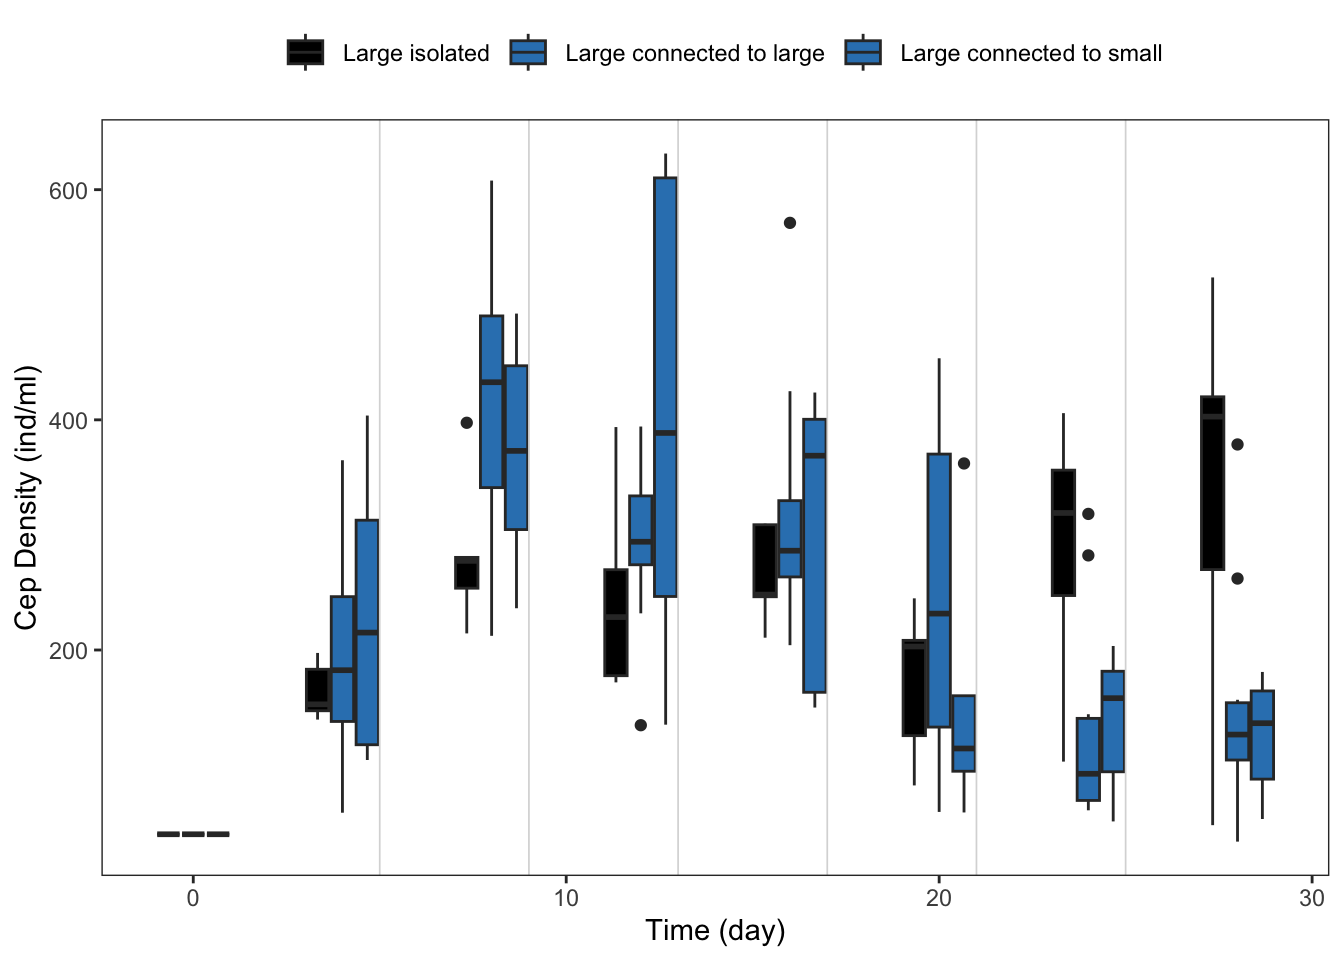 Large isolated Large connected to large Large connected to small
600
400
200
Cep Density (ind/ml)
0 10 20 30
Time (day)